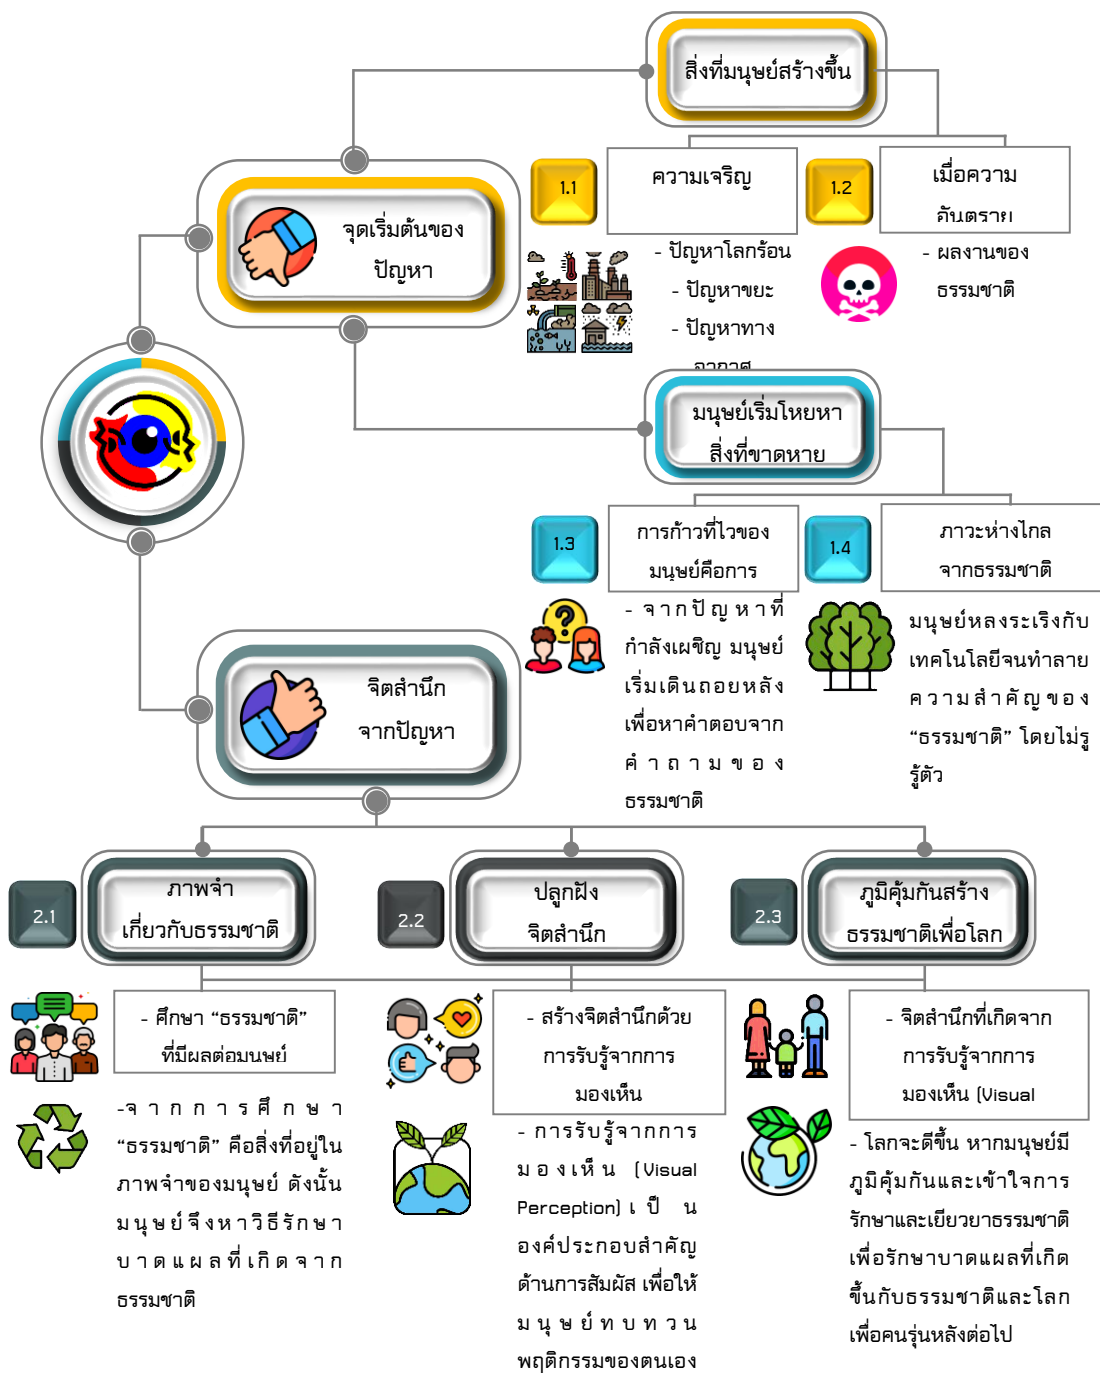 สิ่งที่มนุษย์สร้างขึ้น
จุดเริ่มต้นของ
ปัญหา
1.1
ความเจริญ
- ปัญหาโลกร้อน
- ปัญหาขยะ
- ปัญหาทาง
อากาศ
1.2
เมื่อความ
อันตราย
- ผลงานของ
ธรรมชาติ
มนุษย์เริ่มโหยหา
สิ่งที่ขาดหาย
1.3
การก้าวที่ไวของ
มนุษย์คือการ
- จากปัญหาที่
กำลังเผชิญ มนุษย์
เริ่มเดินถอยหลัง
เพื่อหาคำตอบจาก
คำถามของ
ธรรมชาติ
1.4
ภาวะห่างไกล
จากธรรมชาติ
มนุษย์หลงระเริงกับ
เทคโนโลยีจนทำลาย
ความสำคัญของ
“ธรรมชาติ” โดยไม่รู
รู้ตัว
จิตสำนึก
จากปัญหา
2.1
ภาพจำ
เกี่ยวกับธรรมชาติ
- ศึกษา “ธรรมชาติ”
ที่มีผลต่อมนุษย์
-จากการศึกษา
“ธรรมชาติ” คือสิ่งที่อยู่ใน
ภาพจำของมนุษย์ ดังนั้น
มนุษย์จึงหาวิธีรักษา
บาดแผลที่เกิดจาก
ธรรมชาติ
2.2
ปลูกฝัง
จิตสำนึก
- สร้างจิตสำนึกด้วย
การรับรู้จากการ
มองเห็น
- การรับรู้จากการ
มองเห็น (Visual
Perception) เป็น
องค์ประกอบสำคัญ
ด้านการสัมผัส เพื่อให้
มนุษย์ทบทวน
พฤติกรรมของตนเอง
2.3
ภูมิคุ้มกันสร้าง
ธรรมชาติเพื่อโลก
- จิตสำนึกที่เกิดจาก
การรับรู้จากการ
มองเห็น (Visual
- โลกจะดีขึ้น หากมนุษย์มี
ภูมิคุ้มกันและเข้าใจการ
รักษาและเยียวยาธรรมชาติ
เพื่อรักษาบาดแผลที่เกิด
ขึ้นกับธรรมชาติและโลก
เพื่อคนรุ่นหลังต่อไป